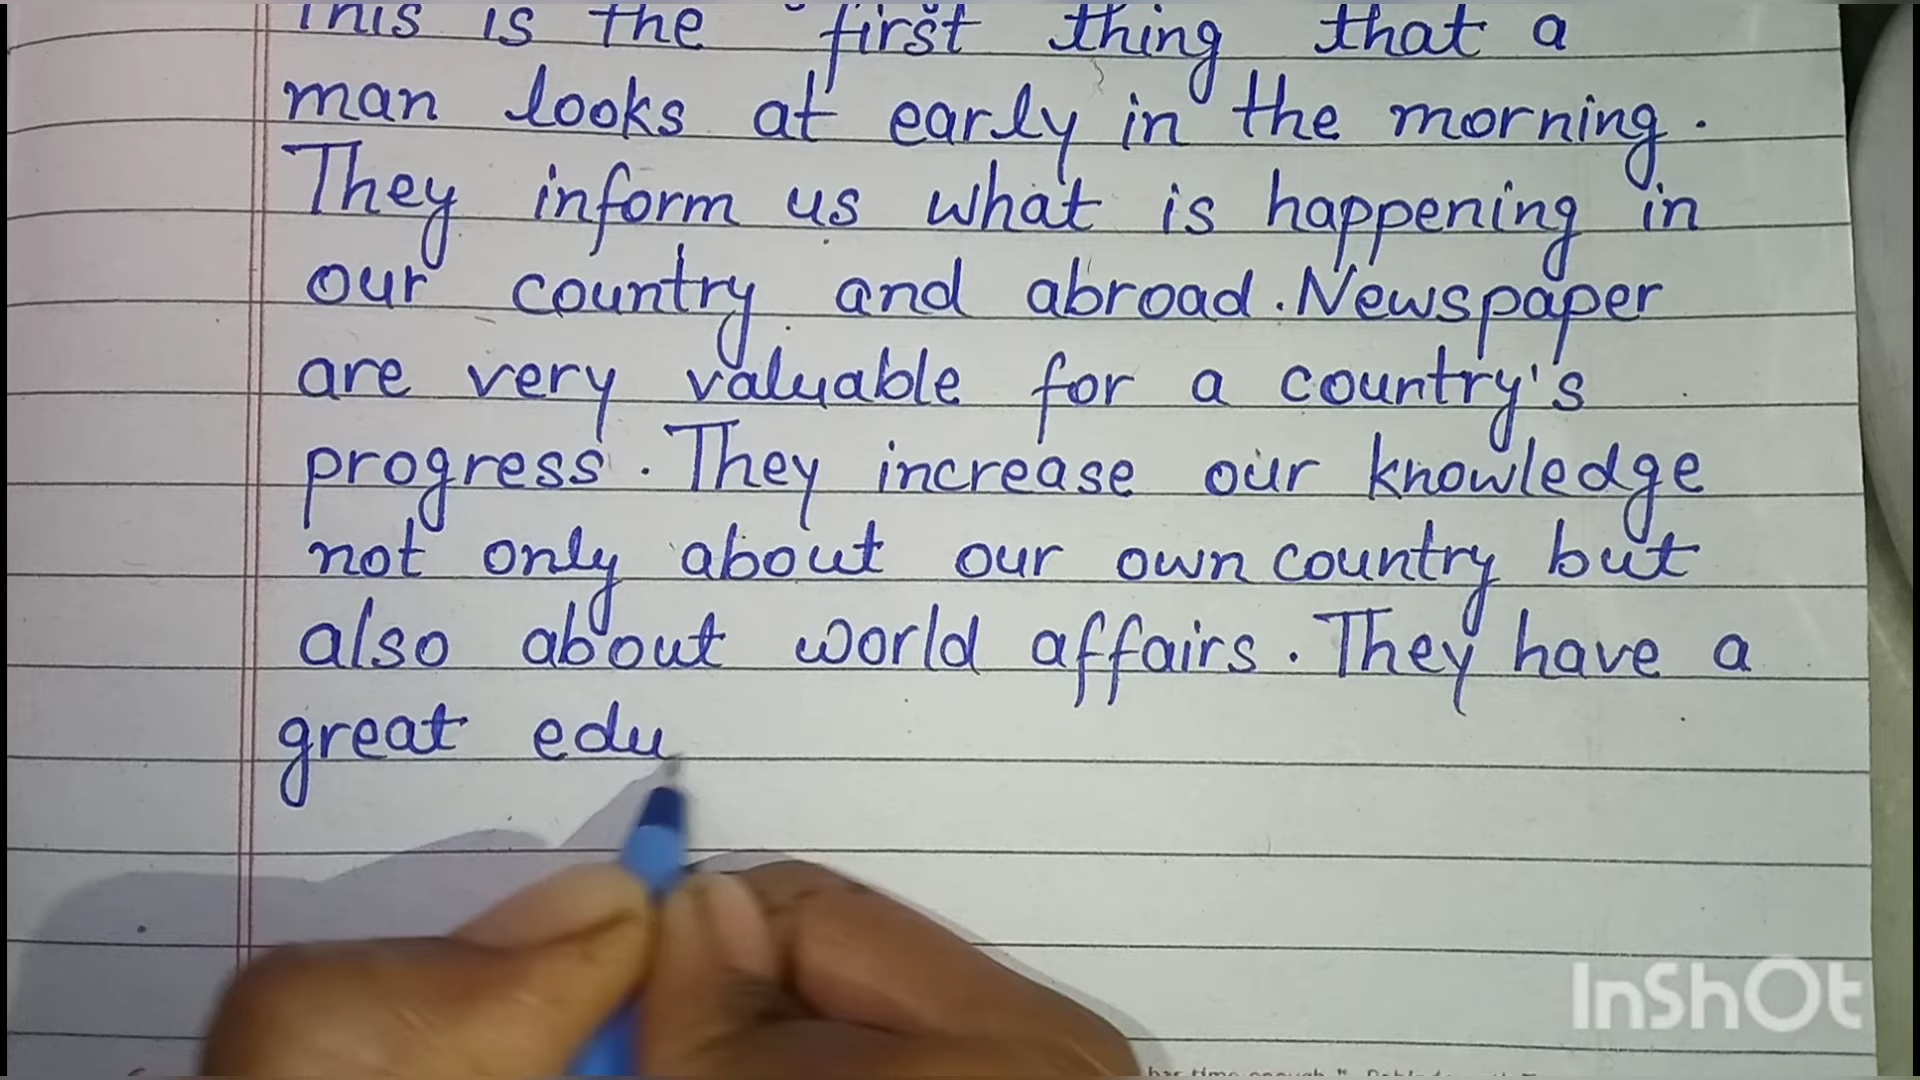 This is the first thing that a
man looks at early in the morning.
They inform us what is happening in
our country and abroad. Newspaper
are very valuable for a country's
progress. They increase our knowledge
not only about our own country but
also about world affairs. They have a
great edu
InShOt